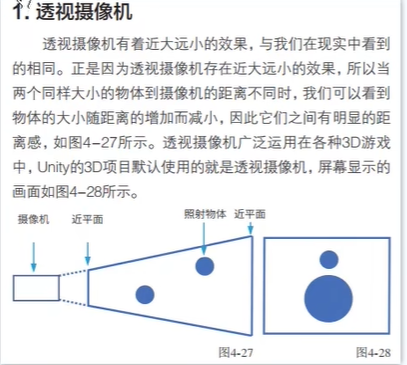 1. 透视摄像机
透视摄像机有着近大远小的效果，与我们在现实中看到
的相同。正是因为透视摄像机存在近大远小的效果，所以当
两个同样大小的物体到摄像机的距离不同时，我们可以看到
物体的大小随距离的增加而减小，因此它们之间有明显的距
离感，如图4-27所示。透视摄像机广泛运用在各种3D游戏
中，Unity的3D项目默认使用的就是透视摄像机，屏幕显示的
画面如图4-28所示。
摄像机 近平面 照射物体 近平面
图4-27 图4-28